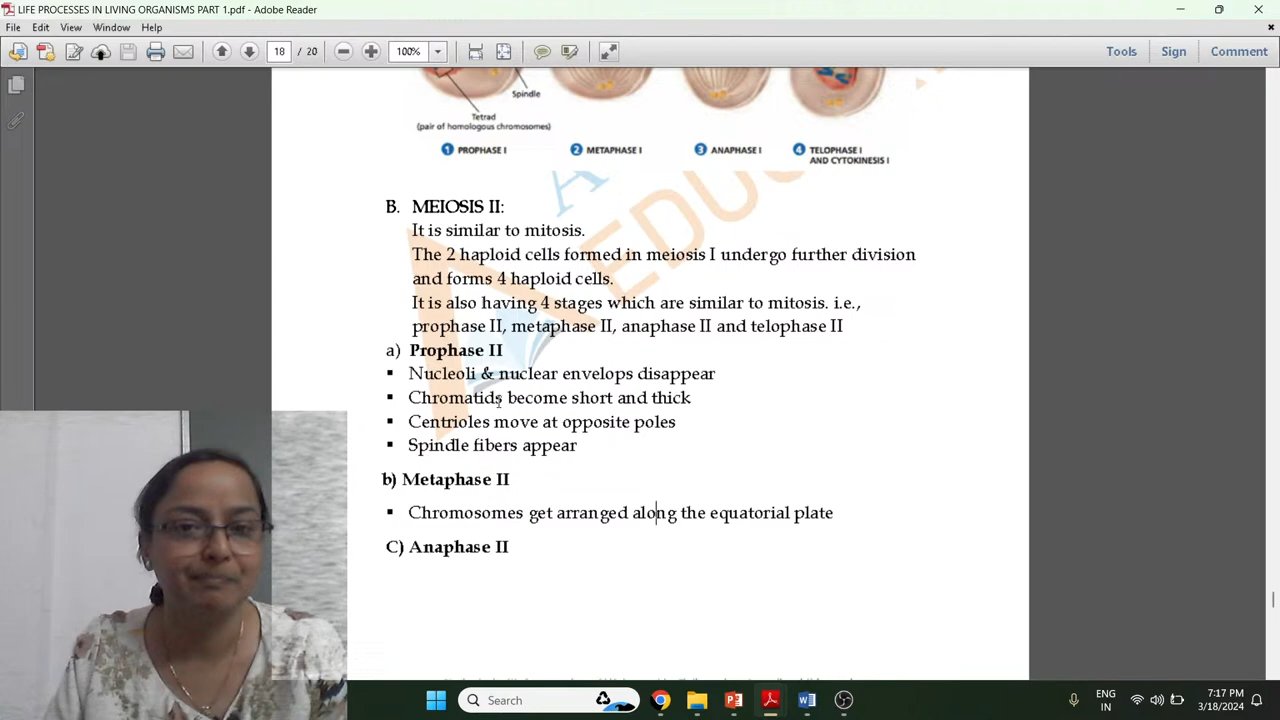 LIFE PROCESSES IN LIVING ORGANISMS PART 1.pdf - Adobe Reader
File Edit View Window Help
18 / 20
100%
Tools Sign Comment
Spindle
Tetrad
(pair of homologous chromosomes)
1 PROPHASE I 2 METAPHASE I 3 ANAPHASE I 4 TELOPHASE I
AND CYTOKINESIS I
A EDUC
B. MEIOSIS II:
It is similar to mitosis.
The 2 haploid cells formed in meiosis I undergo further division
and forms 4 haploid cells.
It is also having 4 stages which are similar to mitosis. i.e.,
prophase II, metaphase II, anaphase II and telophase II
a) Prophase II
▪ Nucleoli & nuclear envelops disappear
▪ Chromatids become short and thick
▪ Centrioles move at opposite poles
▪ Spindle fibers appear
b) Metaphase II
▪ Chromosomes get arranged along the equatorial plate
C) Anaphase II
Search
ENG
IN
7:17 PM
3/18/2024